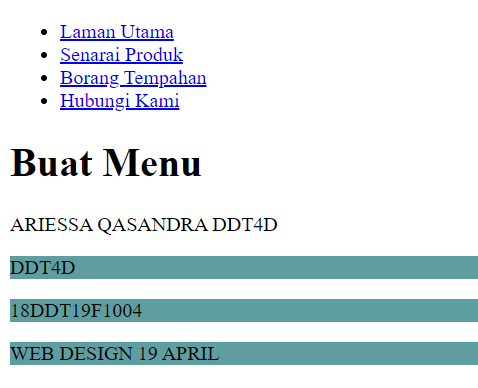 Laman Utama
Senarai Produk
Borang Tempahan
Hubungi Kami
Buat Menu
ARIESSA QASANDRA DDT4D
DDT4D
18DDT19F1004
WEB DESIGN 19 APRIL